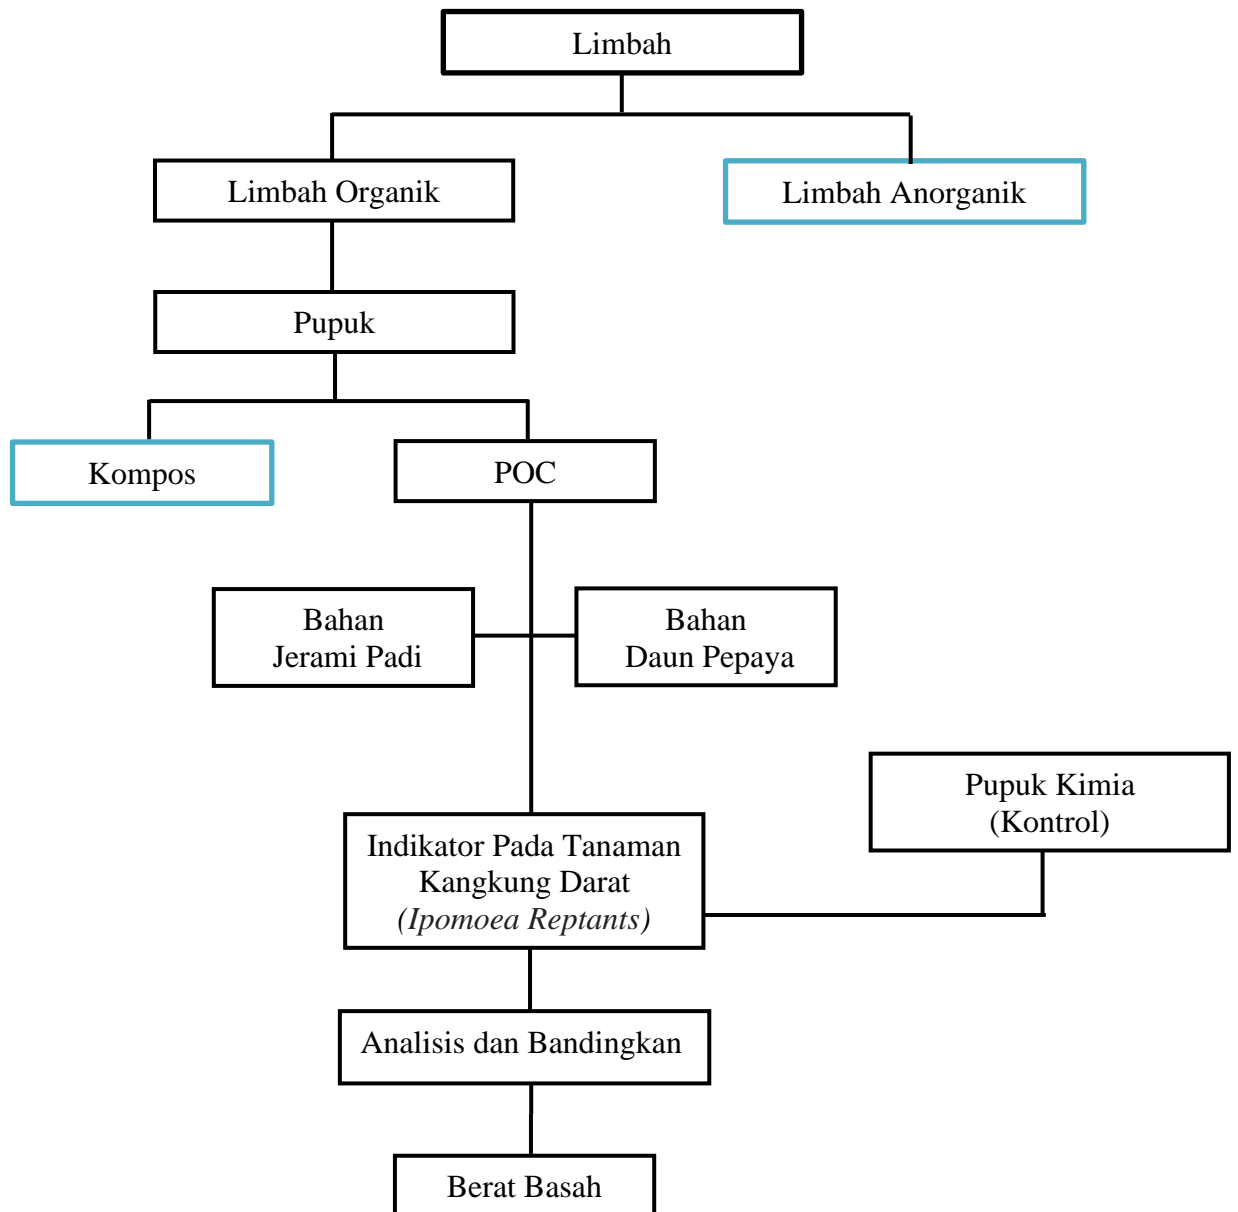 Limbah
Limbah Organik
Limbah Anorganik
Pupuk
Kompos
POC
Bahan
Jerami Padi
Bahan
Daun Pepaya
Pupuk Kimia
(Kontrol)
Indikator Pada Tanaman
Kangkung Darat
(Ipomoea Reptants)
Analisis dan Bandingkan
Berat Basah